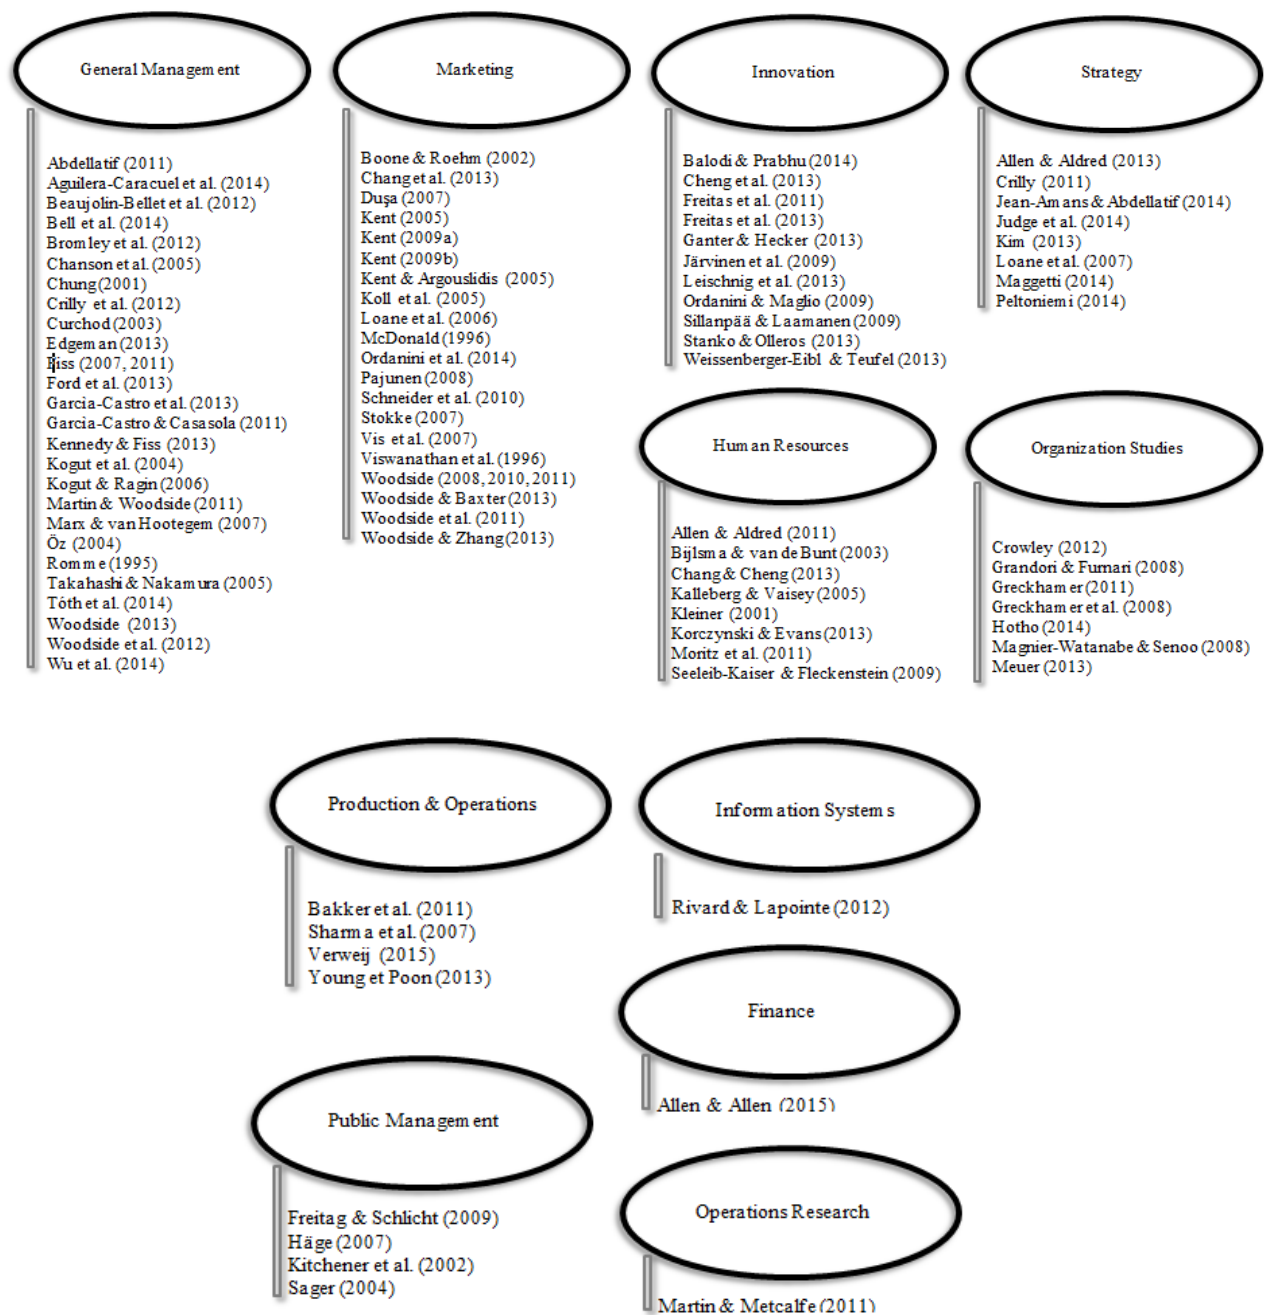 General Management
Abdellatif (2011)
Aguilera-Caracuel et al. (2014)
Beaujolin-Bellet et al. (2012)
Bell et al. (2014)
Bromley et al. (2012)
Chanson et al. (2005)
Chung (2001)
Crilly et al. (2012)
Curchod (2003)
Edgeman (2013)
Fiss (2007, 2011)
Ford et al. (2013)
Garcia-Castro et al. (2013)
Garcia-Castro & Casasola (2011)
Kennedy & Fiss (2013)
Kogut et al. (2004)
Kogut & Ragin (2006)
Martin & Woodside (2011)
Marx & van Hootegem (2007)
Öz (2004)
Romme (1995)
Takahashi & Nakamura (2005)
Tóth et al. (2014)
Woodside (2013)
Woodside et al. (2012)
Wu et al. (2014)
Marketing
Boone & Roehm (2002)
Chang et al. (2013)
Duşa (2007)
Kent (2005)
Kent (2009a)
Kent (2009b)
Kent & Argouslidis (2005)
Koll et al. (2005)
Loane et al. (2006)
McDonald (1996)
Ordanini et al. (2014)
Pajunen (2008)
Schneider et al. (2010)
Stokke (2007)
Vis et al. (2007)
Viswanathan et al. (1996)
Woodside (2008, 2010, 2011)
Woodside & Baxter (2013)
Woodside et al. (2011)
Woodside & Zhang (2013)
Innovation
Balodi & Prabhu (2014)
Cheng et al. (2013)
Freitas et al. (2011)
Freitas et al. (2013)
Ganter & Hecker (2013)
Järvinen et al. (2009)
Leischnig et al. (2013)
Ordanini & Maglio (2009)
Sillanpää & Laamanen (2009)
Stanko & Olleros (2013)
Weissenberger-Eibl & Teufel (2013)
Strategy
Allen & Aldred (2013)
Crilly (2011)
Jean-Amans & Abdellatif (2014)
Judge et al. (2014)
Kim (2013)
Loane et al. (2007)
Maggetti (2014)
Peltoniemi (2014)
Human Resources
Allen & Aldred (2011)
Bijlsma & van de Bunt (2003)
Chang & Cheng (2013)
Kalleberg & Vaisey (2005)
Kleiner (2001)
Korczynski & Evans (2013)
Moritz et al. (2011)
Seeleib-Kaiser & Fleckenstein (2009)
Organization Studies
Crowley (2012)
Grandori & Furnari (2008)
Greckhamer (2011)
Greckhamer et al. (2008)
Hotho (2014)
Magnier-Watanabe & Senoo (2008)
Meuer (2013)
Production & Operations
Bakker et al. (2011)
Sharma et al. (2007)
Verweij (2015)
Young et Poon (2013)
Information Systems
Rivard & Lapointe (2012)
Finance
Allen & Allen (2015)
Public Management
Freitag & Schlicht (2009)
Häge (2007)
Kitchener et al. (2002)
Sager (2004)
Operations Research
Martin & Metcalfe (2011)